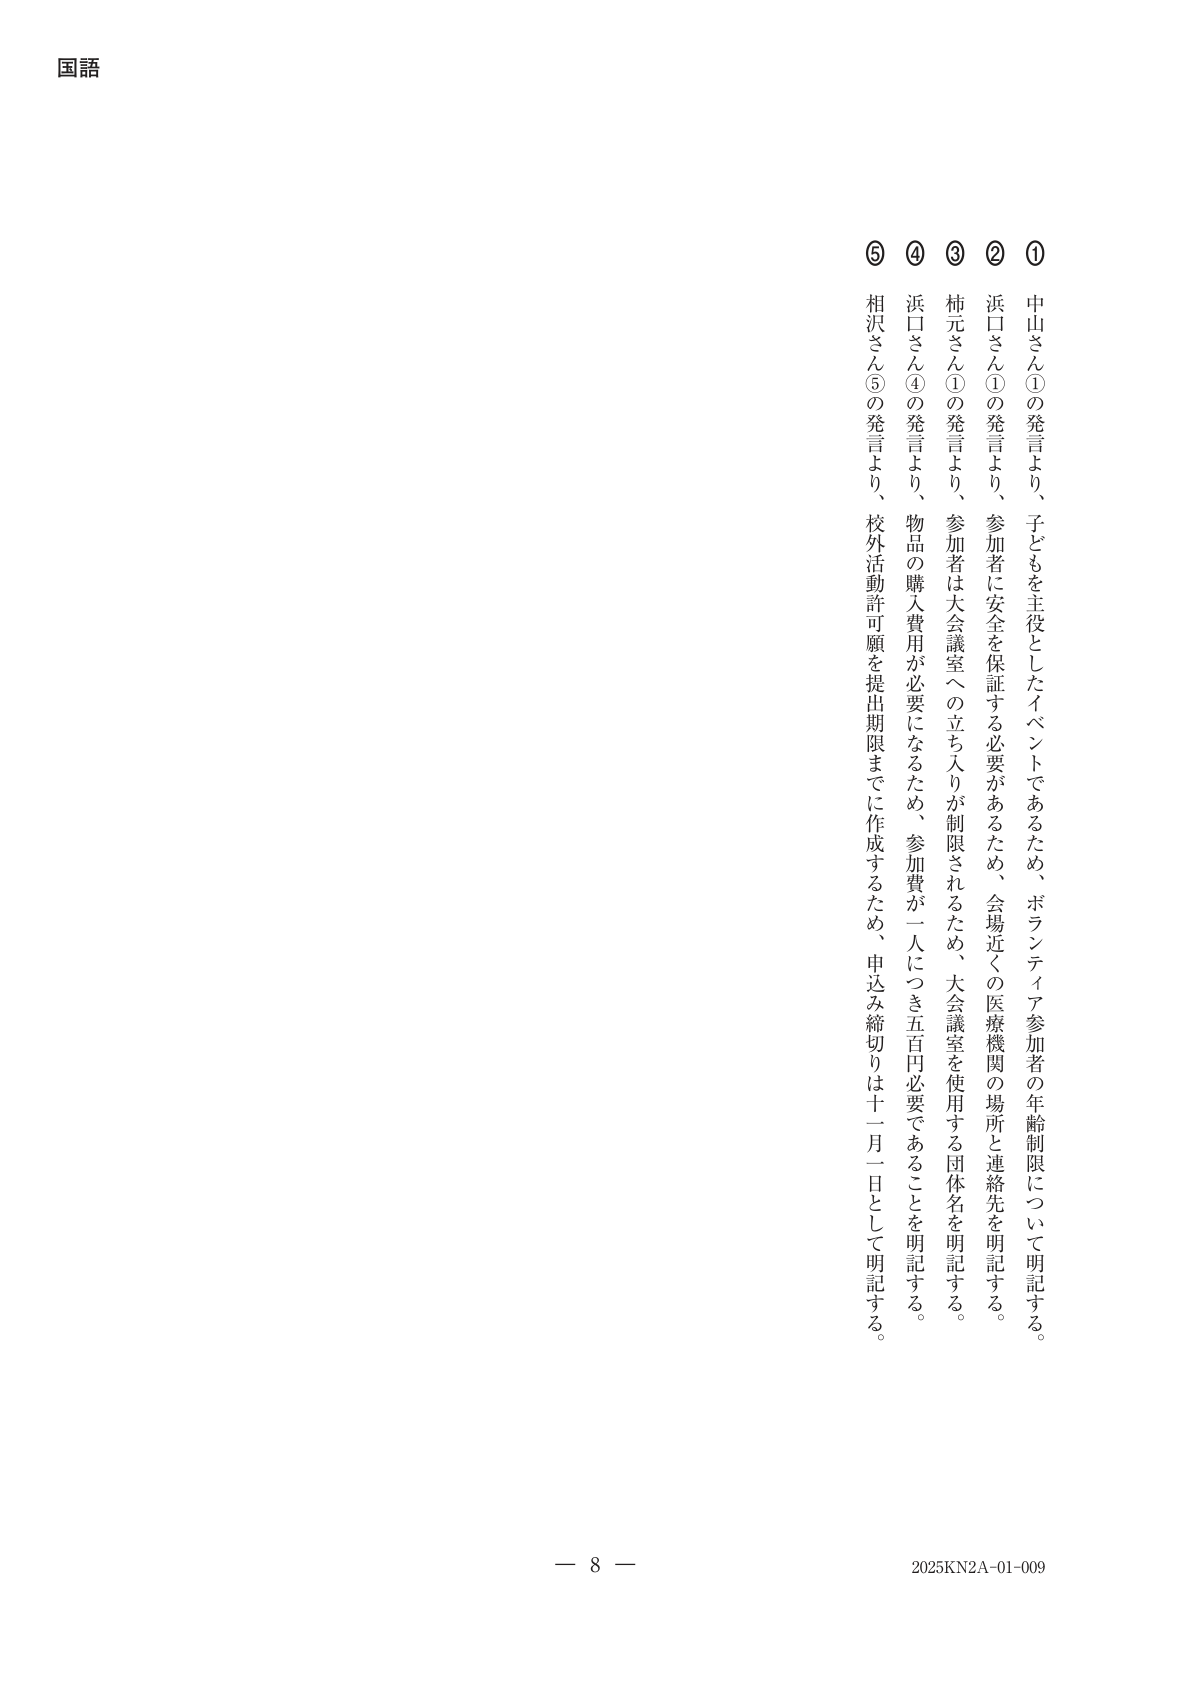 国語
① 中山さん①の発言より、子どもを主役としたイベントであるため、ボランティア参加者の年齢制限について明記する。
② 浜口さん①の発言より、参加者に安全を保証する必要があるため、会場近くの医療機関の場所と連絡先を明記する。
③ 柿元さん①の発言より、参加者は大会議室への立ち入りが制限されるため、大会議室を使用する団体名を明記する。
④ 浜口さん④の発言より、物品の購入費用が必要になるため、参加費が一人につき五百円必要であることを明記する。
⑤ 相沢さん⑤の発言より、校外活動許可願を提出期限までに作成するため、申込み締切りは十一月一日として明記する。
— 8 —
2025KN2A-01-009